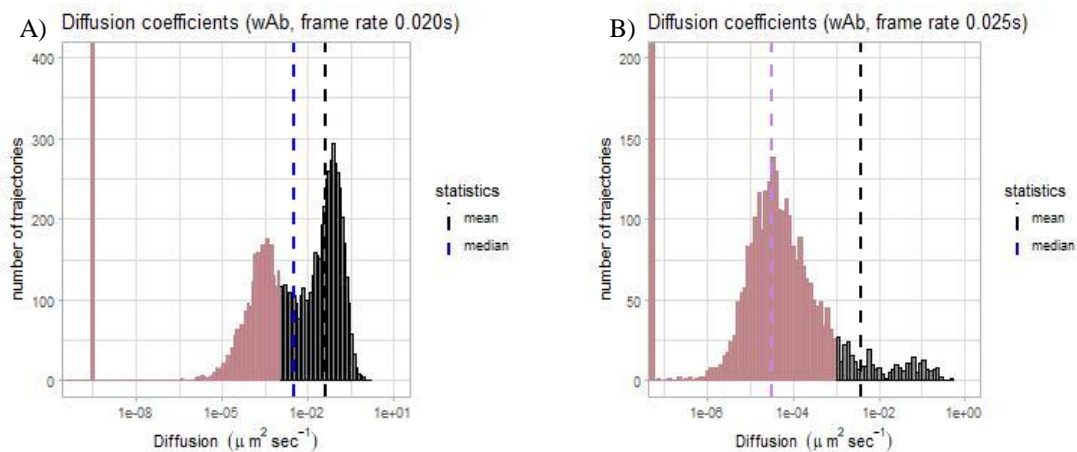 A) Diffusion coefficients (wAb, frame rate 0.020s)
400
300
200
100
0
number of trajectories
1e-08 1e-05 1e-02 1e+01
Diffusion (μ m² sec⁻¹)
statistics
mean
median
B) Diffusion coefficients (wAb, frame rate 0.025s)
200
150
100
50
0
number of trajectories
1e-06 1e-04 1e-02 1e+00
Diffusion (μ m² sec⁻¹)
statistics
mean
median